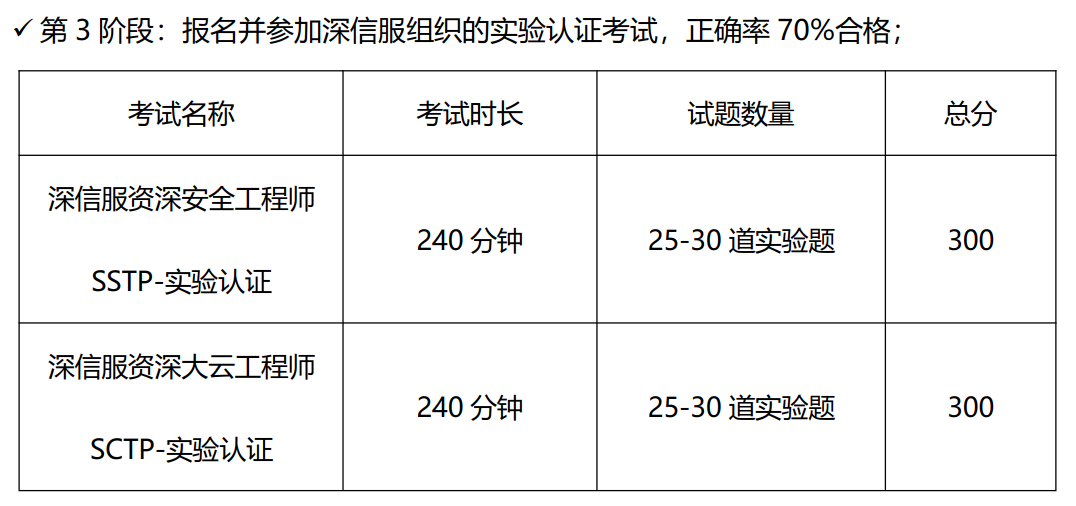 ✓ 第 3 阶段：报名并参加深信服组织的实验认证考试，正确率 70%合格；
考试名称 考试时长 试题数量 总分
深信服资深安全工程师
SSTP-实验认证
240 分钟 25-30 道实验题 300
深信服资深大云工程师
SCTP-实验认证
240 分钟 25-30 道实验题 300